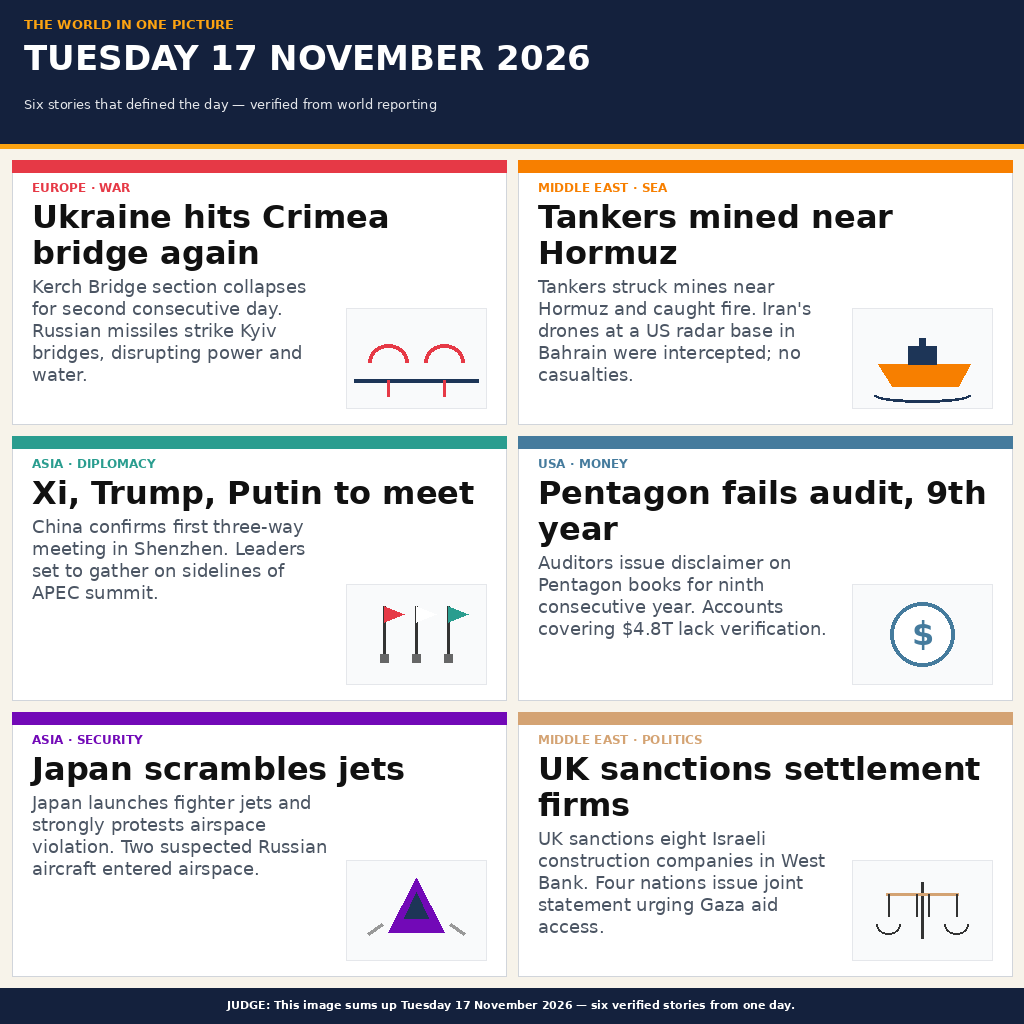 THE WORLD IN ONE PICTURE
TUESDAY 17 NOVEMBER 2026
Six stories that defined the day — verified from world reporting
EUROPE · WAR
Ukraine hits Crimea
bridge again
Kerch Bridge section collapses
for second consecutive day.
Russian missiles strike Kyiv
bridges, disrupting power and
water.
MIDDLE EAST · SEA
Tankers mined near
Hormuz
Tankers struck mines near
Hormuz and caught fire. Iran's
drones at a US radar base in
Bahrain were intercepted; no
casualties.
ASIA · DIPLOMACY
Xi, Trump, Putin to meet
China confirms first three-way
meeting in Shenzhen. Leaders
set to gather on sidelines of
APEC summit.
USA · MONEY
Pentagon fails audit, 9th
year
Auditors issue disclaimer on
Pentagon books for ninth
consecutive year. Accounts
covering $4.8T lack verification.
$
ASIA · SECURITY
Japan scrambles jets
Japan launches fighter jets and
strongly protests airspace
violation. Two suspected Russian
aircraft entered airspace.
MIDDLE EAST · POLITICS
UK sanctions settlement
firms
UK sanctions eight Israeli
construction companies in West
Bank. Four nations issue joint
statement urging Gaza aid
access.
JUDGE: This image sums up Tuesday 17 November 2026 — six verified stories from one day.